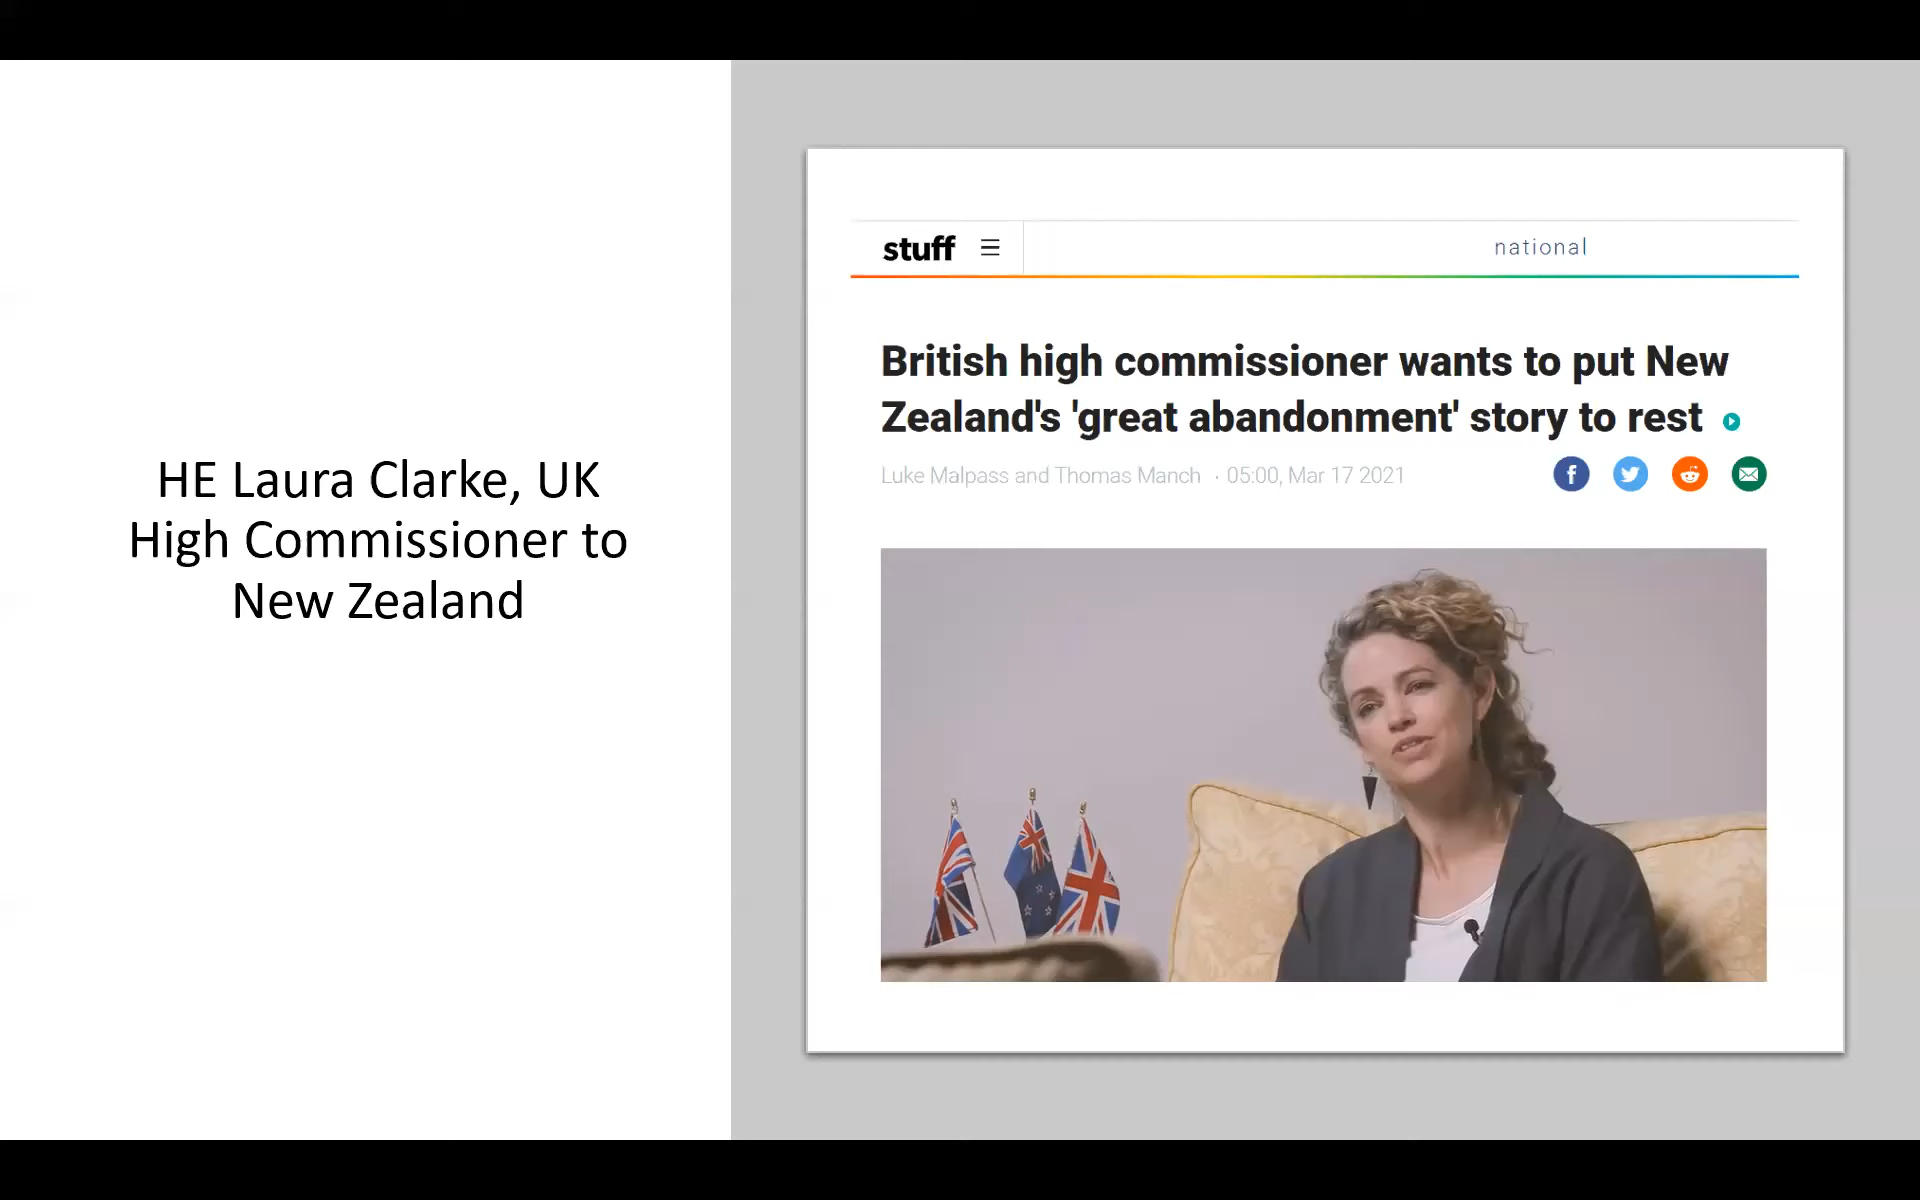 HE Laura Clarke, UK
High Commissioner to
New Zealand
stuff
national
British high commissioner wants to put New
Zealand's 'great abandonment' story to rest
Luke Malpass and Thomas Manch · 05:00, Mar 17 2021